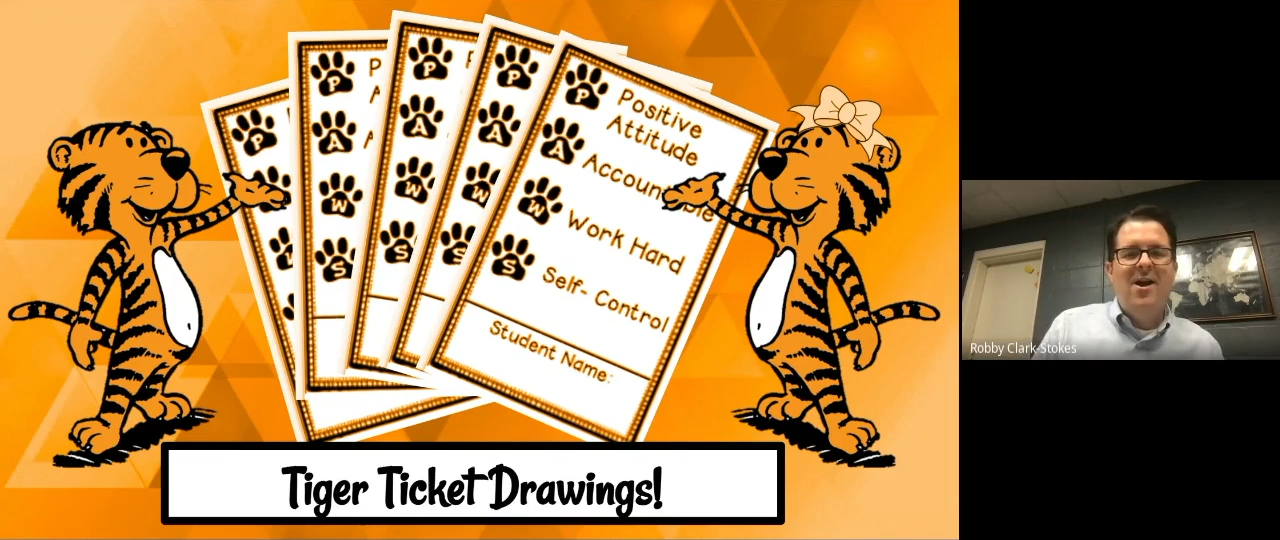 P
P
A
P
P
A
W
S
P
P
A
W
S
P
A
W
S
P
Positive
Attitude
A
Accountable
W
Work Hard
S
Self- Control
Student Name:
Tiger Ticket Drawings!
Robby Clark-Stokes